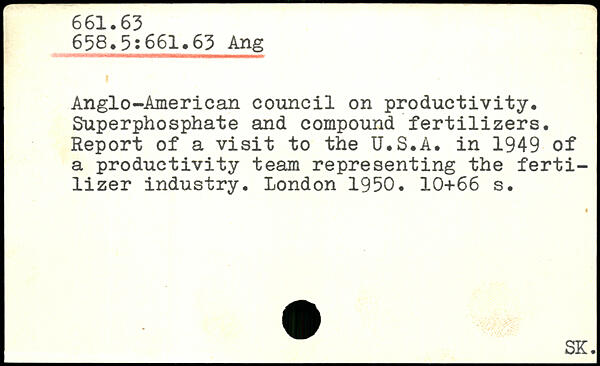 661.63
658.5:661.63 Ang
Anglo-American council on productivity.
Superphosphate and compound fertilizers.
Report of a visit to the U.S.A. in 1949 of
a productivity team representing the ferti-
lizer industry. London 1950. 10+66 s.
SK.